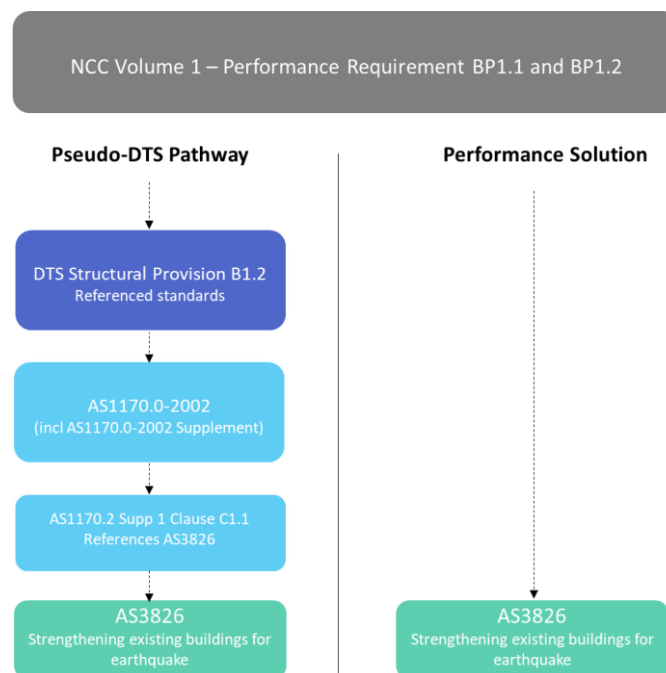 NCC Volume 1 – Performance Requirement BP1.1 and BP1.2
Pseudo-DTS Pathway
DTS Structural Provision B1.2
Referenced standards
AS1170.0-2002
(incl AS1170.0-2002 Supplement)
AS1170.2 Supp 1 Clause C1.1
References AS3826
AS3826
Strengthening existing buildings for
earthquake
Performance Solution
AS3826
Strengthening existing buildings for
earthquake